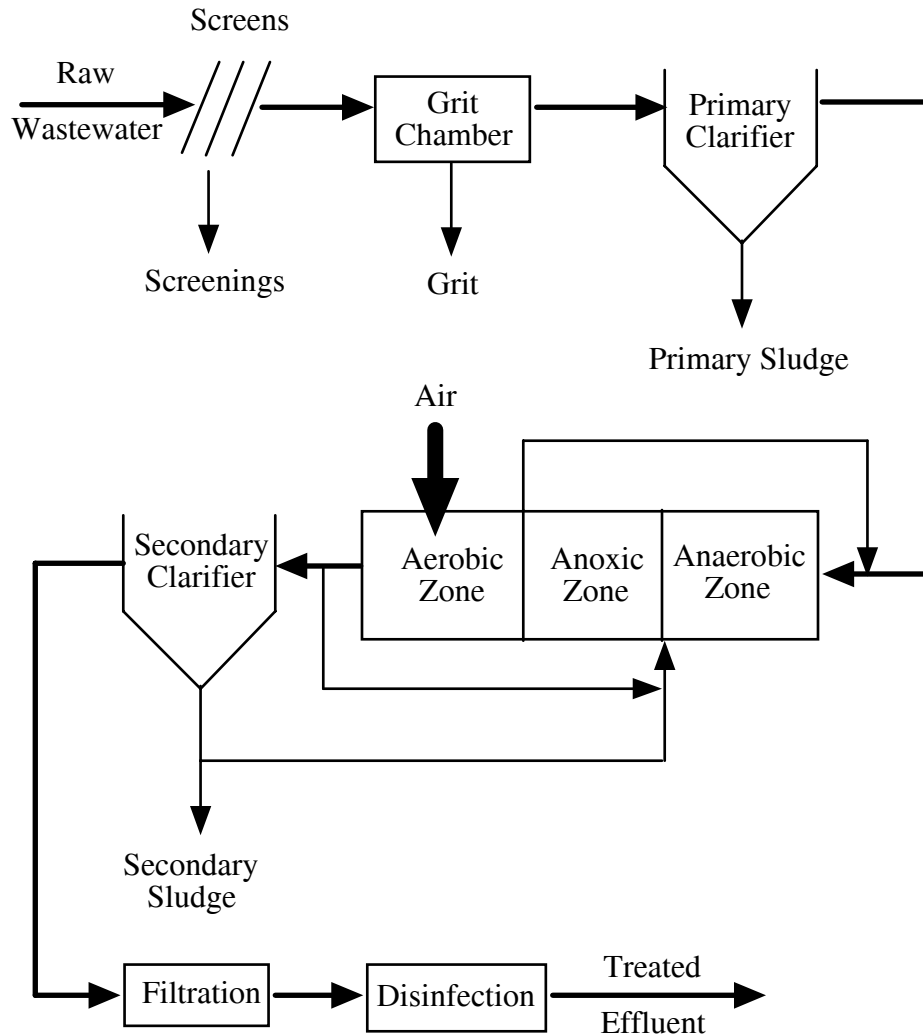 Screens
Raw
Wastewater
Grit
Chamber
Primary
Clarifier
Screenings
Grit
Primary Sludge
Air
Secondary
Clarifier
Aerobic
Zone
Anoxic
Zone
Anaerobic
Zone
Secondary
Sludge
Filtration
Disinfection
Treated
Effluent